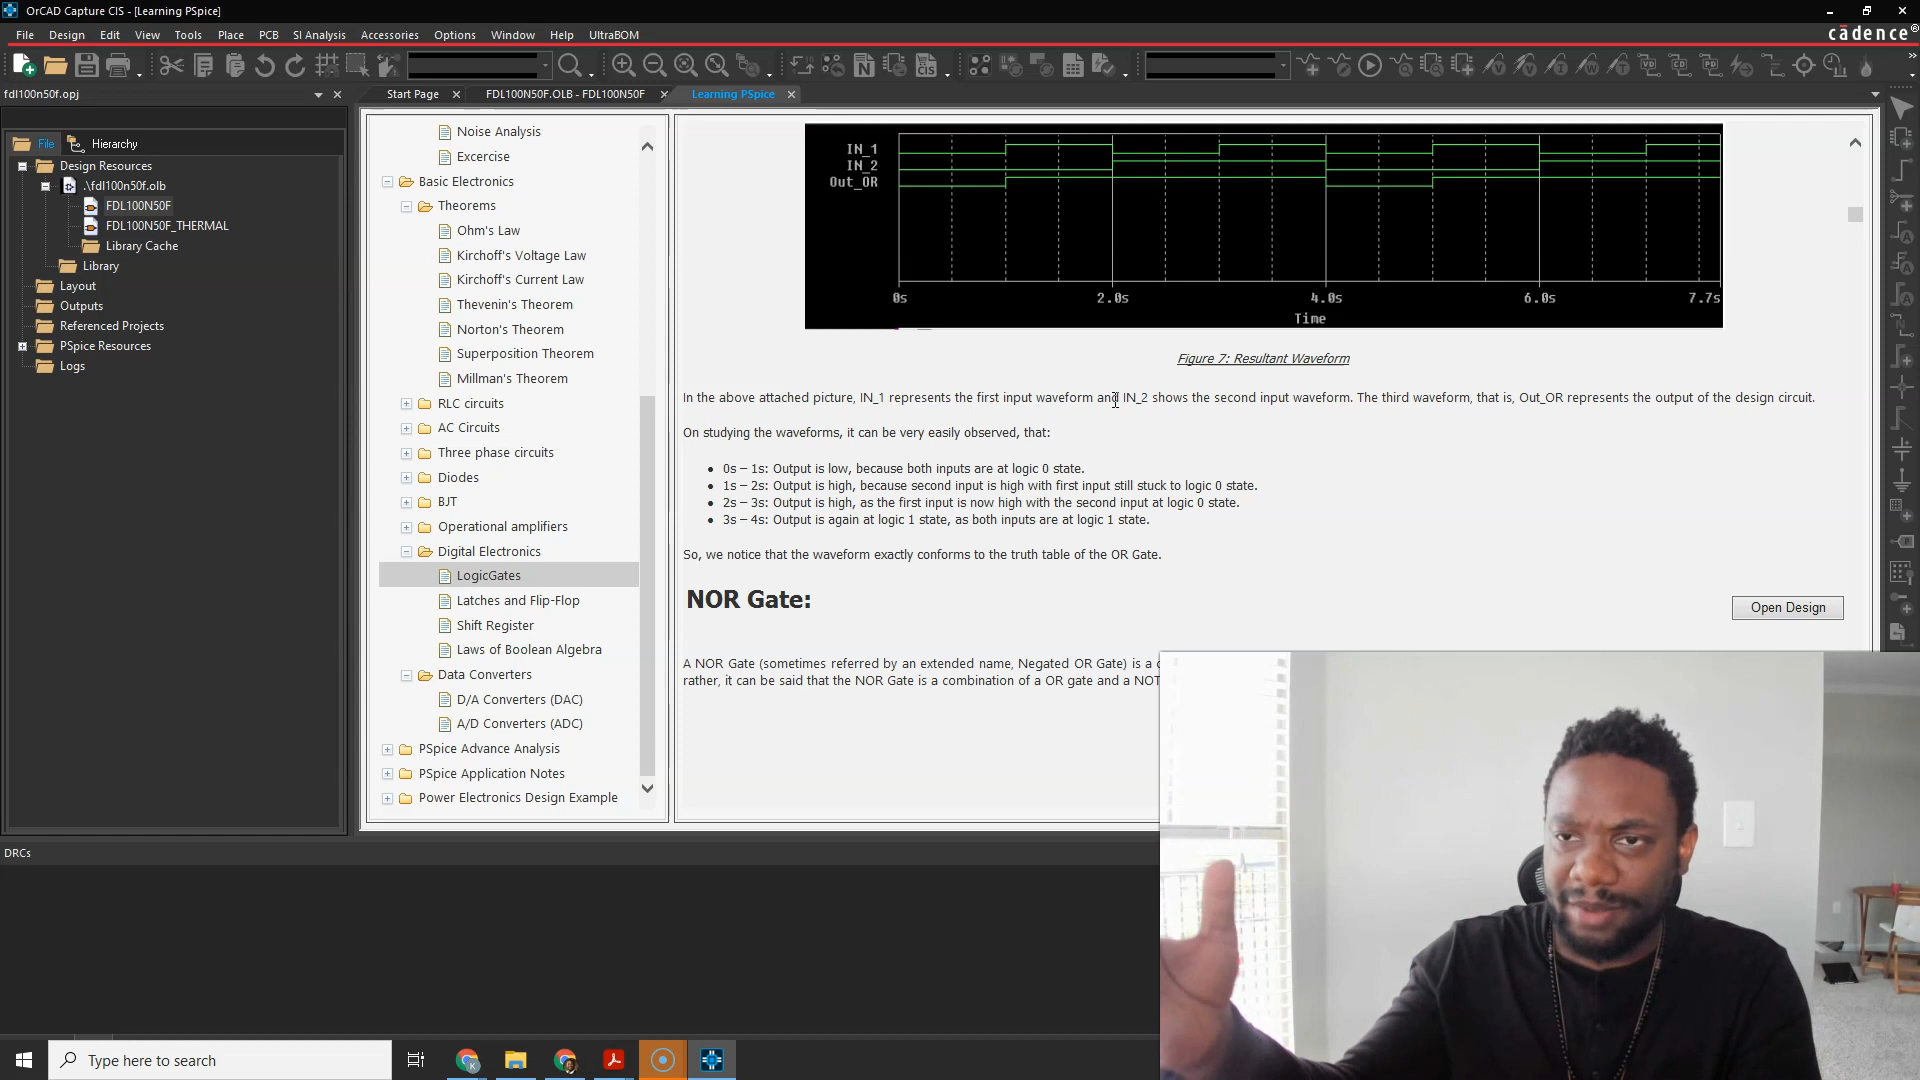 OrCAD Capture CIS - [Learning PSpice]
File Design Edit View Tools Place PCB SI Analysis Accessories Options Window Help UltraBOM
cādence®
fdl100n50f.opj
Start Page
FDL100N50F.OLB - FDL100N50F
Learning PSpice
File
Hierarchy
Design Resources
.\fdl100n50f.olb
FDL100N50F
FDL100N50F_THERMAL
Library Cache
Library
Layout
Outputs
Referenced Projects
PSpice Resources
Logs
Noise Analysis
Excercise
Basic Electronics
Theorems
Ohm's Law
Kirchoff's Voltage Law
Kirchoff's Current Law
Thevenin's Theorem
Norton's Theorem
Superposition Theorem
Millman's Theorem
RLC circuits
AC Circuits
Three phase circuits
Diodes
BJT
Operational amplifiers
Digital Electronics
LogicGates
Latches and Flip-Flop
Shift Register
Laws of Boolean Algebra
Data Converters
D/A Converters (DAC)
A/D Converters (ADC)
PSpice Advance Analysis
PSpice Application Notes
Power Electronics Design Example
IN_1
IN_2
Out_OR
0s 2.0s 4.0s 6.0s 7.7s
Time
Figure 7: Resultant Waveform
In the above attached picture, IN_1 represents the first input waveform and IN_2 shows the second input waveform. The third waveform, that is, Out_OR represents the output of the design circuit.
On studying the waveforms, it can be very easily observed, that:
• 0s – 1s: Output is low, because both inputs are at logic 0 state.
• 1s – 2s: Output is high, because second input is high with first input still stuck to logic 0 state.
• 2s – 3s: Output is high, as the first input is now high with the second input at logic 0 state.
• 3s – 4s: Output is again at logic 1 state, as both inputs are at logic 1 state.
So, we notice that the waveform exactly conforms to the truth table of the OR Gate.
NOR Gate:
Open Design
A NOR Gate (sometimes referred by an extended name, Negated OR Gate) is a
rather, it can be said that the NOR Gate is a combination of a OR gate and a NOT
DRCs
Type here to search